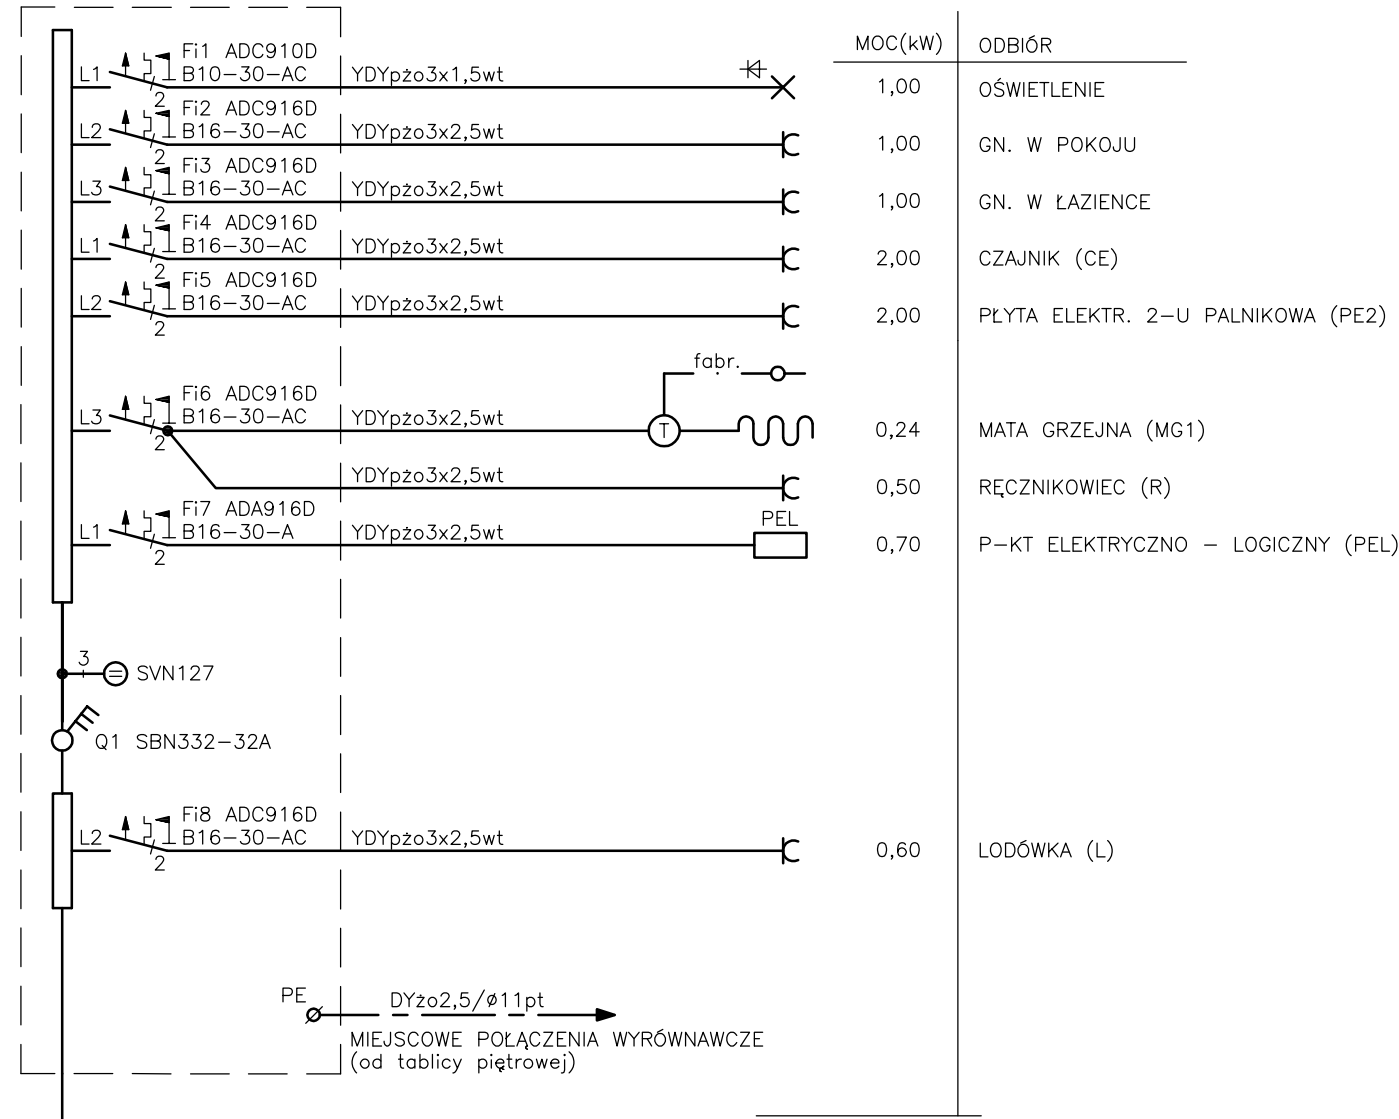 MOC(kW) ODBIÓR
Fi1 ADC910D
L1 B10-30-AC YDYpżo3x1,5wt 1,00 OŚWIETLENIE
2
Fi2 ADC916D
L2 B16-30-AC YDYpżo3x2,5wt 1,00 GN. W POKOJU
2
Fi3 ADC916D
L3 B16-30-AC YDYpżo3x2,5wt 1,00 GN. W ŁAZIENCE
2
Fi4 ADC916D
L1 B16-30-AC YDYpżo3x2,5wt 2,00 CZAJNIK (CE)
2
Fi5 ADC916D
L2 B16-30-AC YDYpżo3x2,5wt 2,00 PŁYTA ELEKTR. 2-U PALNIKOWA (PE2)
2
fabr.
Fi6 ADC916D
L3 B16-30-AC YDYpżo3x2,5wt T 0,24 MATA GRZEJNA (MG1)
2
YDYpżo3x2,5wt 0,50 RĘCZNIKOWIEC (R)
Fi7 ADA916D
PEL
L1 B16-30-A YDYpżo3x2,5wt 0,70 P-KT ELEKTRYCZNO - LOGICZNY (PEL)
2
3
SVN127
Q1 SBN332-32A
Fi8 ADC916D
L2 B16-30-AC YDYpżo3x2,5wt 0,60 LODÓWKA (L)
2
PE DYżo2,5/ø11pt
MIEJSCOWE POŁĄCZENIA WYRÓWNAWCZE
(od tablicy piętrowej)